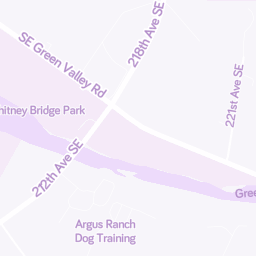 218th Ave SE
SE Green Valley Rd
221st Ave SE
hitney Bridge Park
212th Ave SE
Gree
Argus Ranch
Dog Training